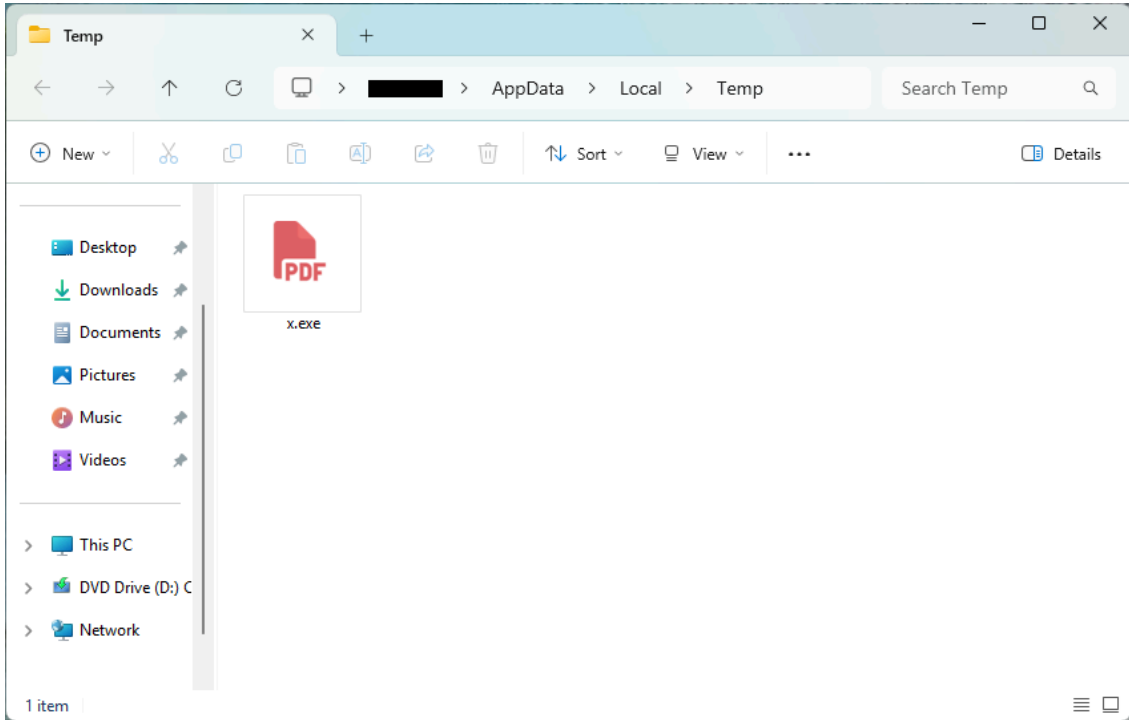 Temp
AppData > Local > Temp
Search Temp
New
Sort
View
Details
Desktop
Downloads
Documents
Pictures
Music
Videos
This PC
DVD Drive (D:) C
Network
PDF
x.exe
1 item